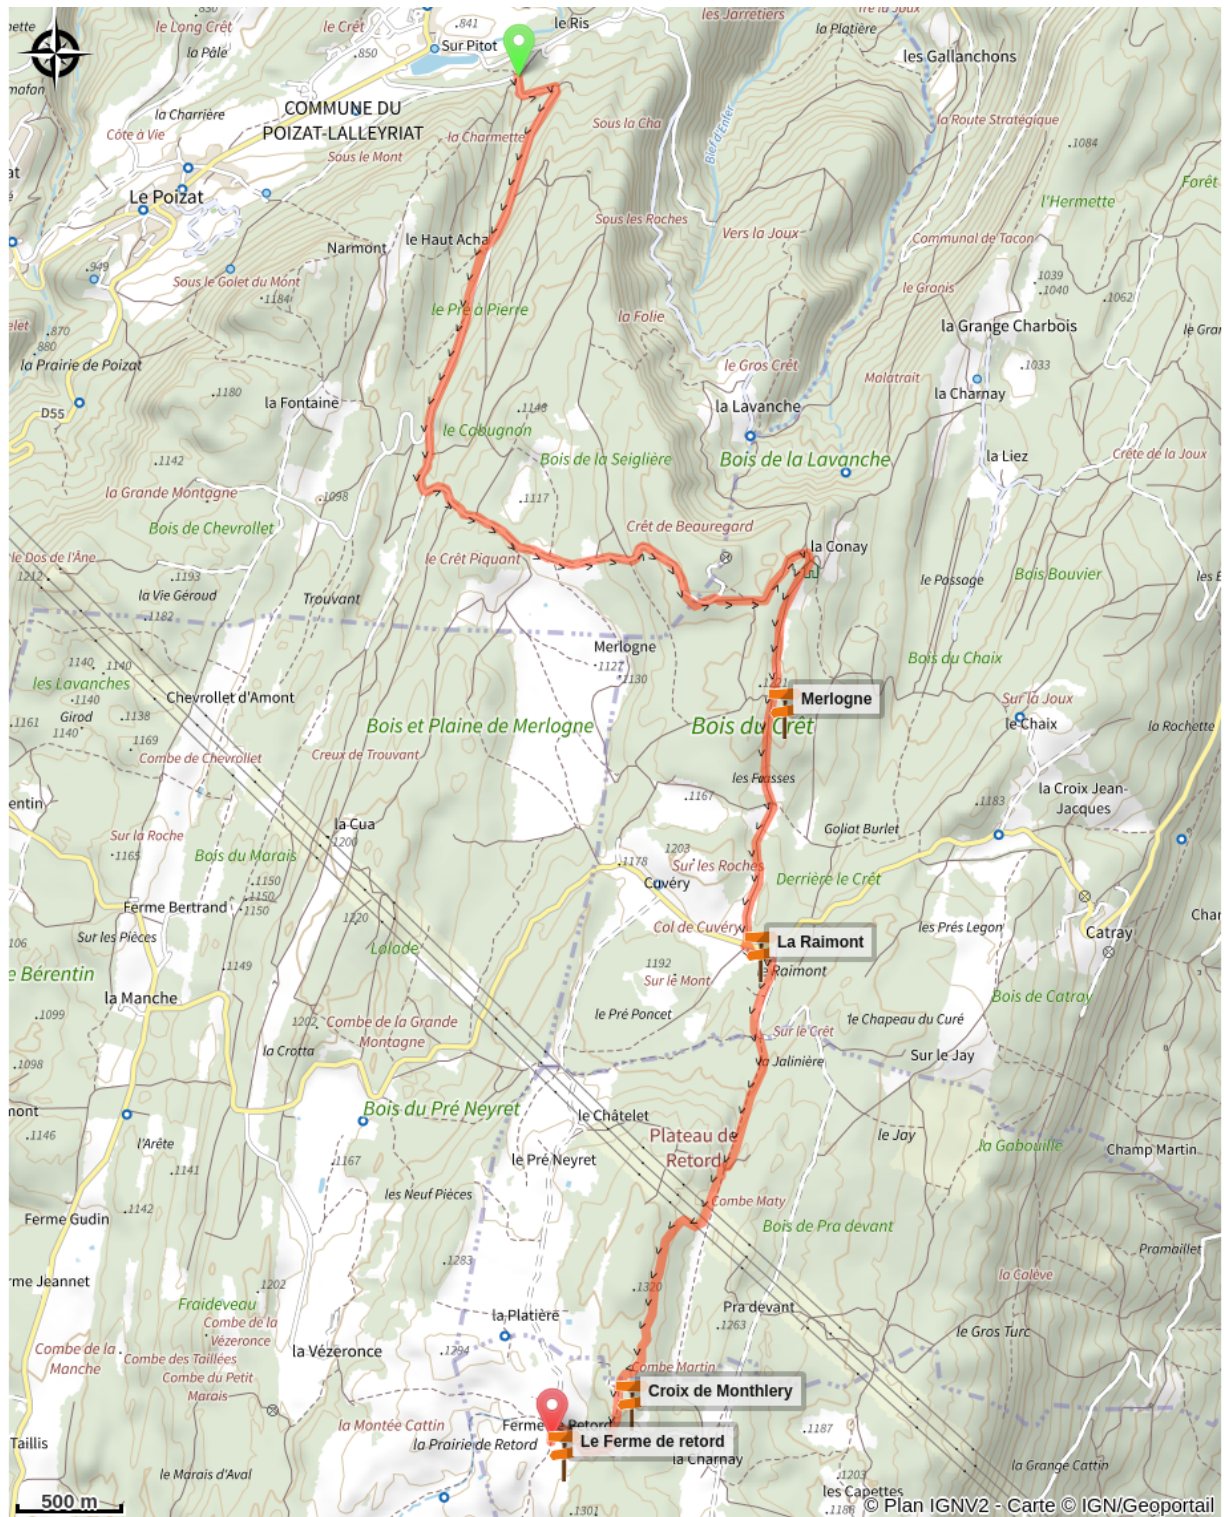 .830
les Jarretiers
le Long Crêt
le Crêt
.841
le Ris
la Platière
la Pâle
.850
Sur Pitot
les Gallanchons
COMMUNE DU
POIZAT-LALLEYRIAT
la Charrière
Côte à Vie
la Charmette
Sous la Cha
la Route Stratégique
Bief d'Enfer
.1084
Sous le Mont
Forêt
Le Poizat
l'Hermette
Sous les Roches
Vers la Joux
Narmont
le Haut Acha
Communal de Tacon
.949
Sous le Golet du Mont
.1184
1039
.1040
.1062
le Gronis
le Pré à Pierre
la Folie
.870
880
la Grange Charbois
la Prairie de Poizat
le Gros Crêt
.1033
Malatrait
.1180
la Fontaine
la Lavanche
la Charnay
D55
.1148
le Cabugnon
.1142
Bois de la Seiglière
Bois de la Lavanche
la Liez
Crête de la Joux
la Grande Montagne
.1098
.1117
Bois de Chevrollet
Crêt de Beauregard
le Dos de l'Âne
1212
le Crêt Piquant
la Conay
.1193
le Passage
Bois Bouvier
la Vie Géroud
Trouvant
.1182
Merlogne
.1127
.1130
1140
.1140
Bois du Chaix
les Lavanches
.1140
Chevrollet d'Amont
Merlogne
Sur la Joux
.1161
Girod
1140
.1138
Bois et Plaine de Merlogne
Bois du Crêt
le Chaix
la Rochette
.1169
Combe de Chevrollet
Creux de Trouvant
les Frasses
.1167
la Croix Jean-
Jacques
.1183
la Cua
1200
Goliat Burlet
Sur la Roche
.1165
Bois du Marais
.1178
1203
Sur les Roches
Derrière le Crêt
.1150
.1150
.1150
Cuvéry
Ferme Bertrand
1220
Col de Cuvéry
les Prés Legon
Catray
Sur les Pièces
Lalade
La Raimont
.1149
1192
Sur le Mont
le Raimont
la Manche
Bois de Catray
.1099
1202
Combe de la Grande
Montagne
le Pré Poncet
le Chapeau du Curé
Sur le Crêt
la Crotta
la Jalinière
Sur le Jay
.1098
Bois du Pré Neyret
le Châtelet
.1146
l'Arête
Plateau de
Retord
le Jay
la Gabouille
Champ Martin
.1141
.1167
le Pré Neyret
les Neuf Pièces
Combe Maty
.1142
Ferme Gudin
Bois de Pra devant
Pramaillet
.1283
la Calève
.1202
.1320
Fraideveau
la Platière
Pra devant
.1263
le Gros Turc
Combe de la
Vézeronce
la Vézeronce
.1294
Combe de la
Manche
Combe des Taillées
Combe du Petit
Marais
Combe Martin
Croix de Monthlery
la Montée Cattin
.1187
Taillis
la Prairie de Retord
Le Ferme de retord
la Charnay
le Marais d'Aval
.1203
la Grange Cattin
les Capettes
.1301
500 m
© Plan IGNV2 - Carte © IGN/Geoportail